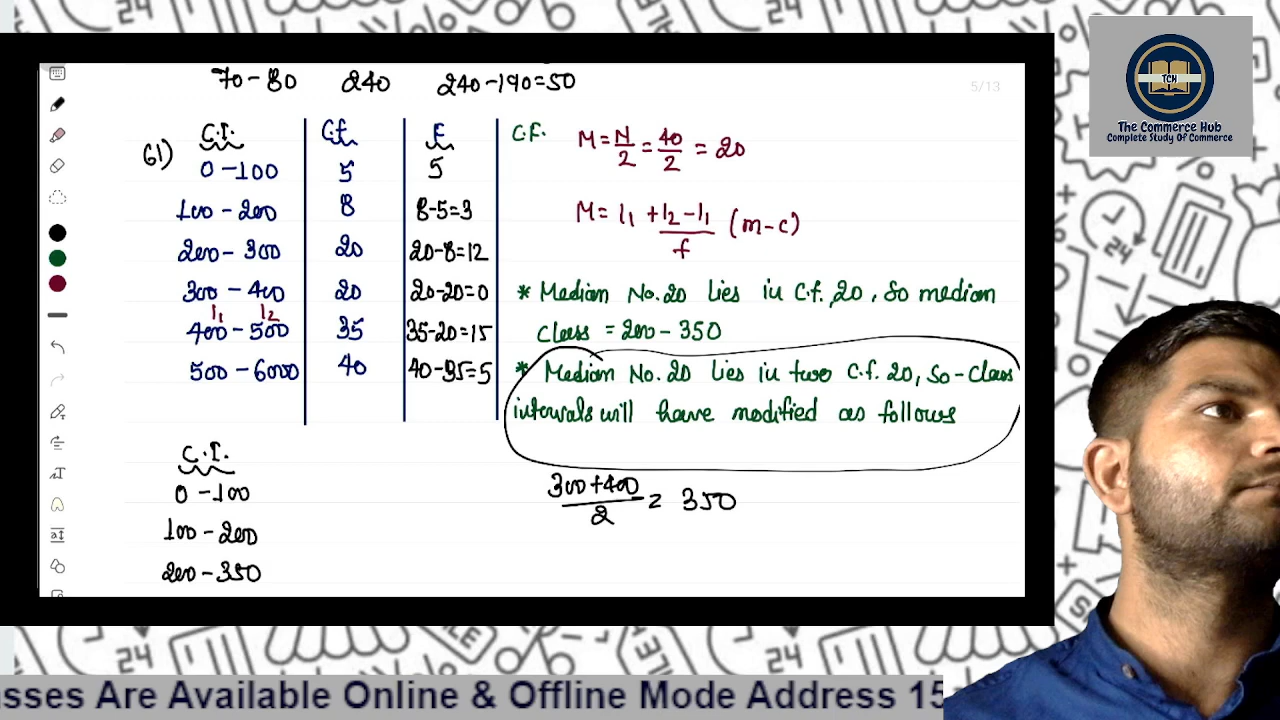 70-80 240 240-190=50
5/13
61) C.I. C.f. F C.F.
0-100 5 5
100-200 8 8-5=3
200-300 20 20-8=12
300-400 20 20-20=0
l₁ l₂
400-500 35 35-20=15
500-6000 40 40-35=5
M = N/2 = 40/2 = 20
M = l₁ + l₂-l₁/f (m-c)
* Median No. 20 lies in C.f. 20, So median
class = 200-350
* Median No. 20 lies in two C.f. 20, So-class
intervals will have modified as follows
300+400/2 = 350
C.I.
0-100
100-200
200-350
TCH
The Commerce Hub
Complete Study Of Commerce
sses Are Available Online & Offline Mode Address 15